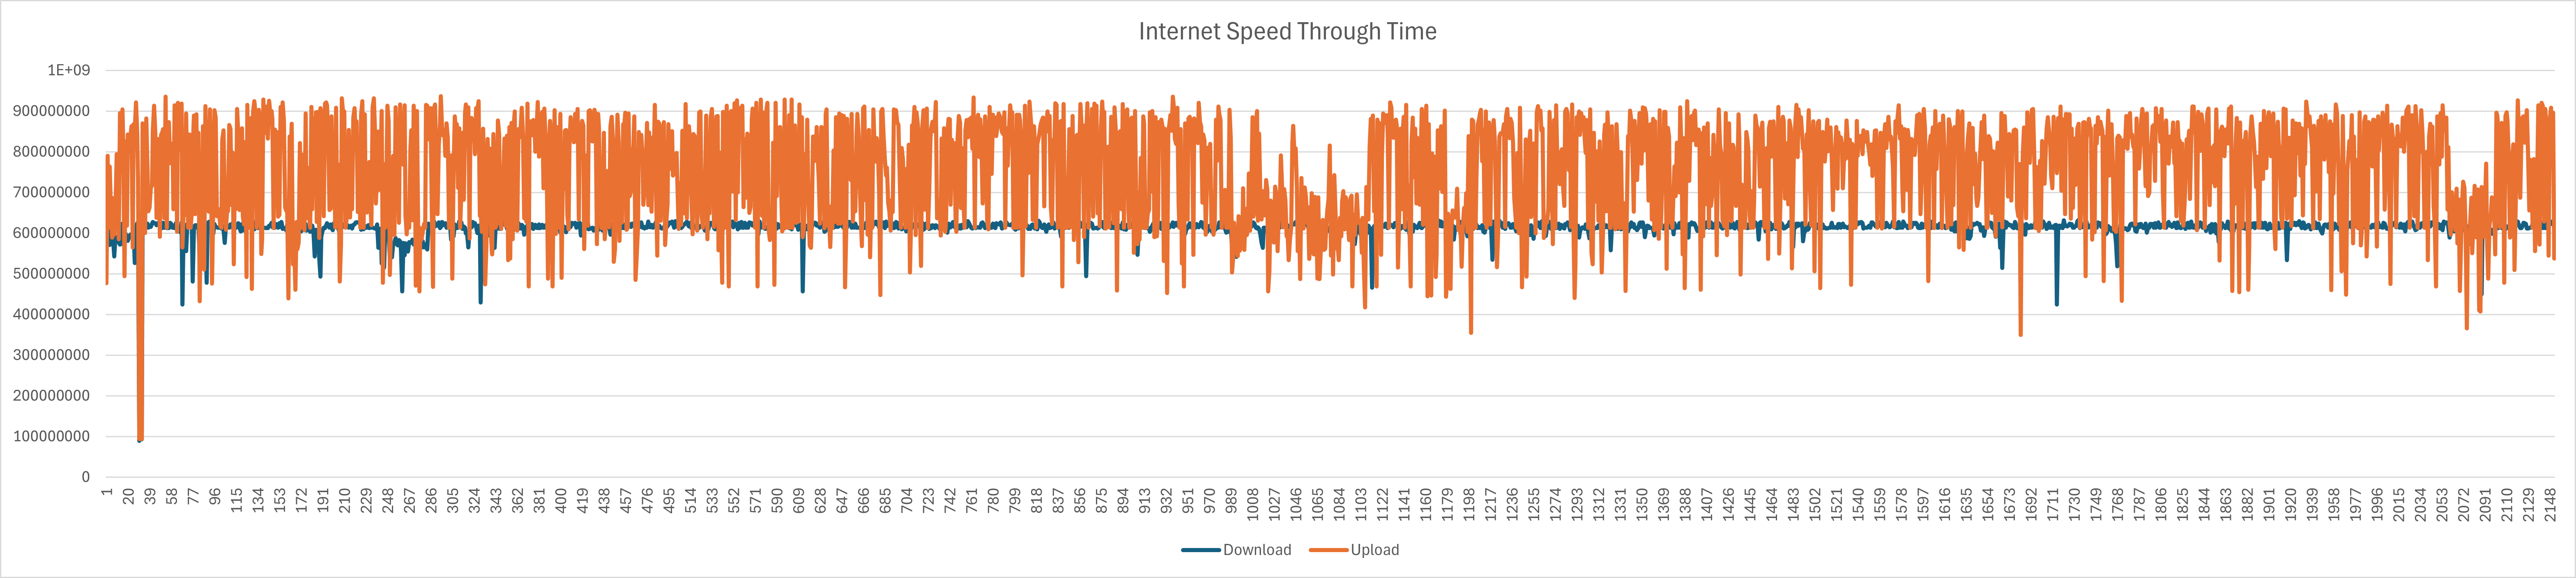 Internet Speed Through Time
1E+09
900000000
800000000
700000000
600000000
500000000
400000000
300000000
200000000
100000000
0
1 20 39 58 77 96 115 134 153 172 191 210 229 248 267 286 305 324 343 362 381 400 419 438 457 476 495 514 533 552 571 590 609 628 647 666 685 704 723 742 761 780 799 818 837 856 875 894 913 932 951 970 989 1008 1027 1046 1065 1084 1103 1122 1141 1160 1179 1198 1217 1236 1255 1274 1293 1312 1331 1350 1369 1388 1407 1426 1445 1464 1483 1502 1521 1540 1559 1578 1597 1616 1635 1654 1673 1692 1711 1730 1749 1768 1787 1806 1825 1844 1863 1882 1901 1920 1939 1958 1977 1996 2015 2034 2053 2072 2091 2110 2129 2148
Download Upload